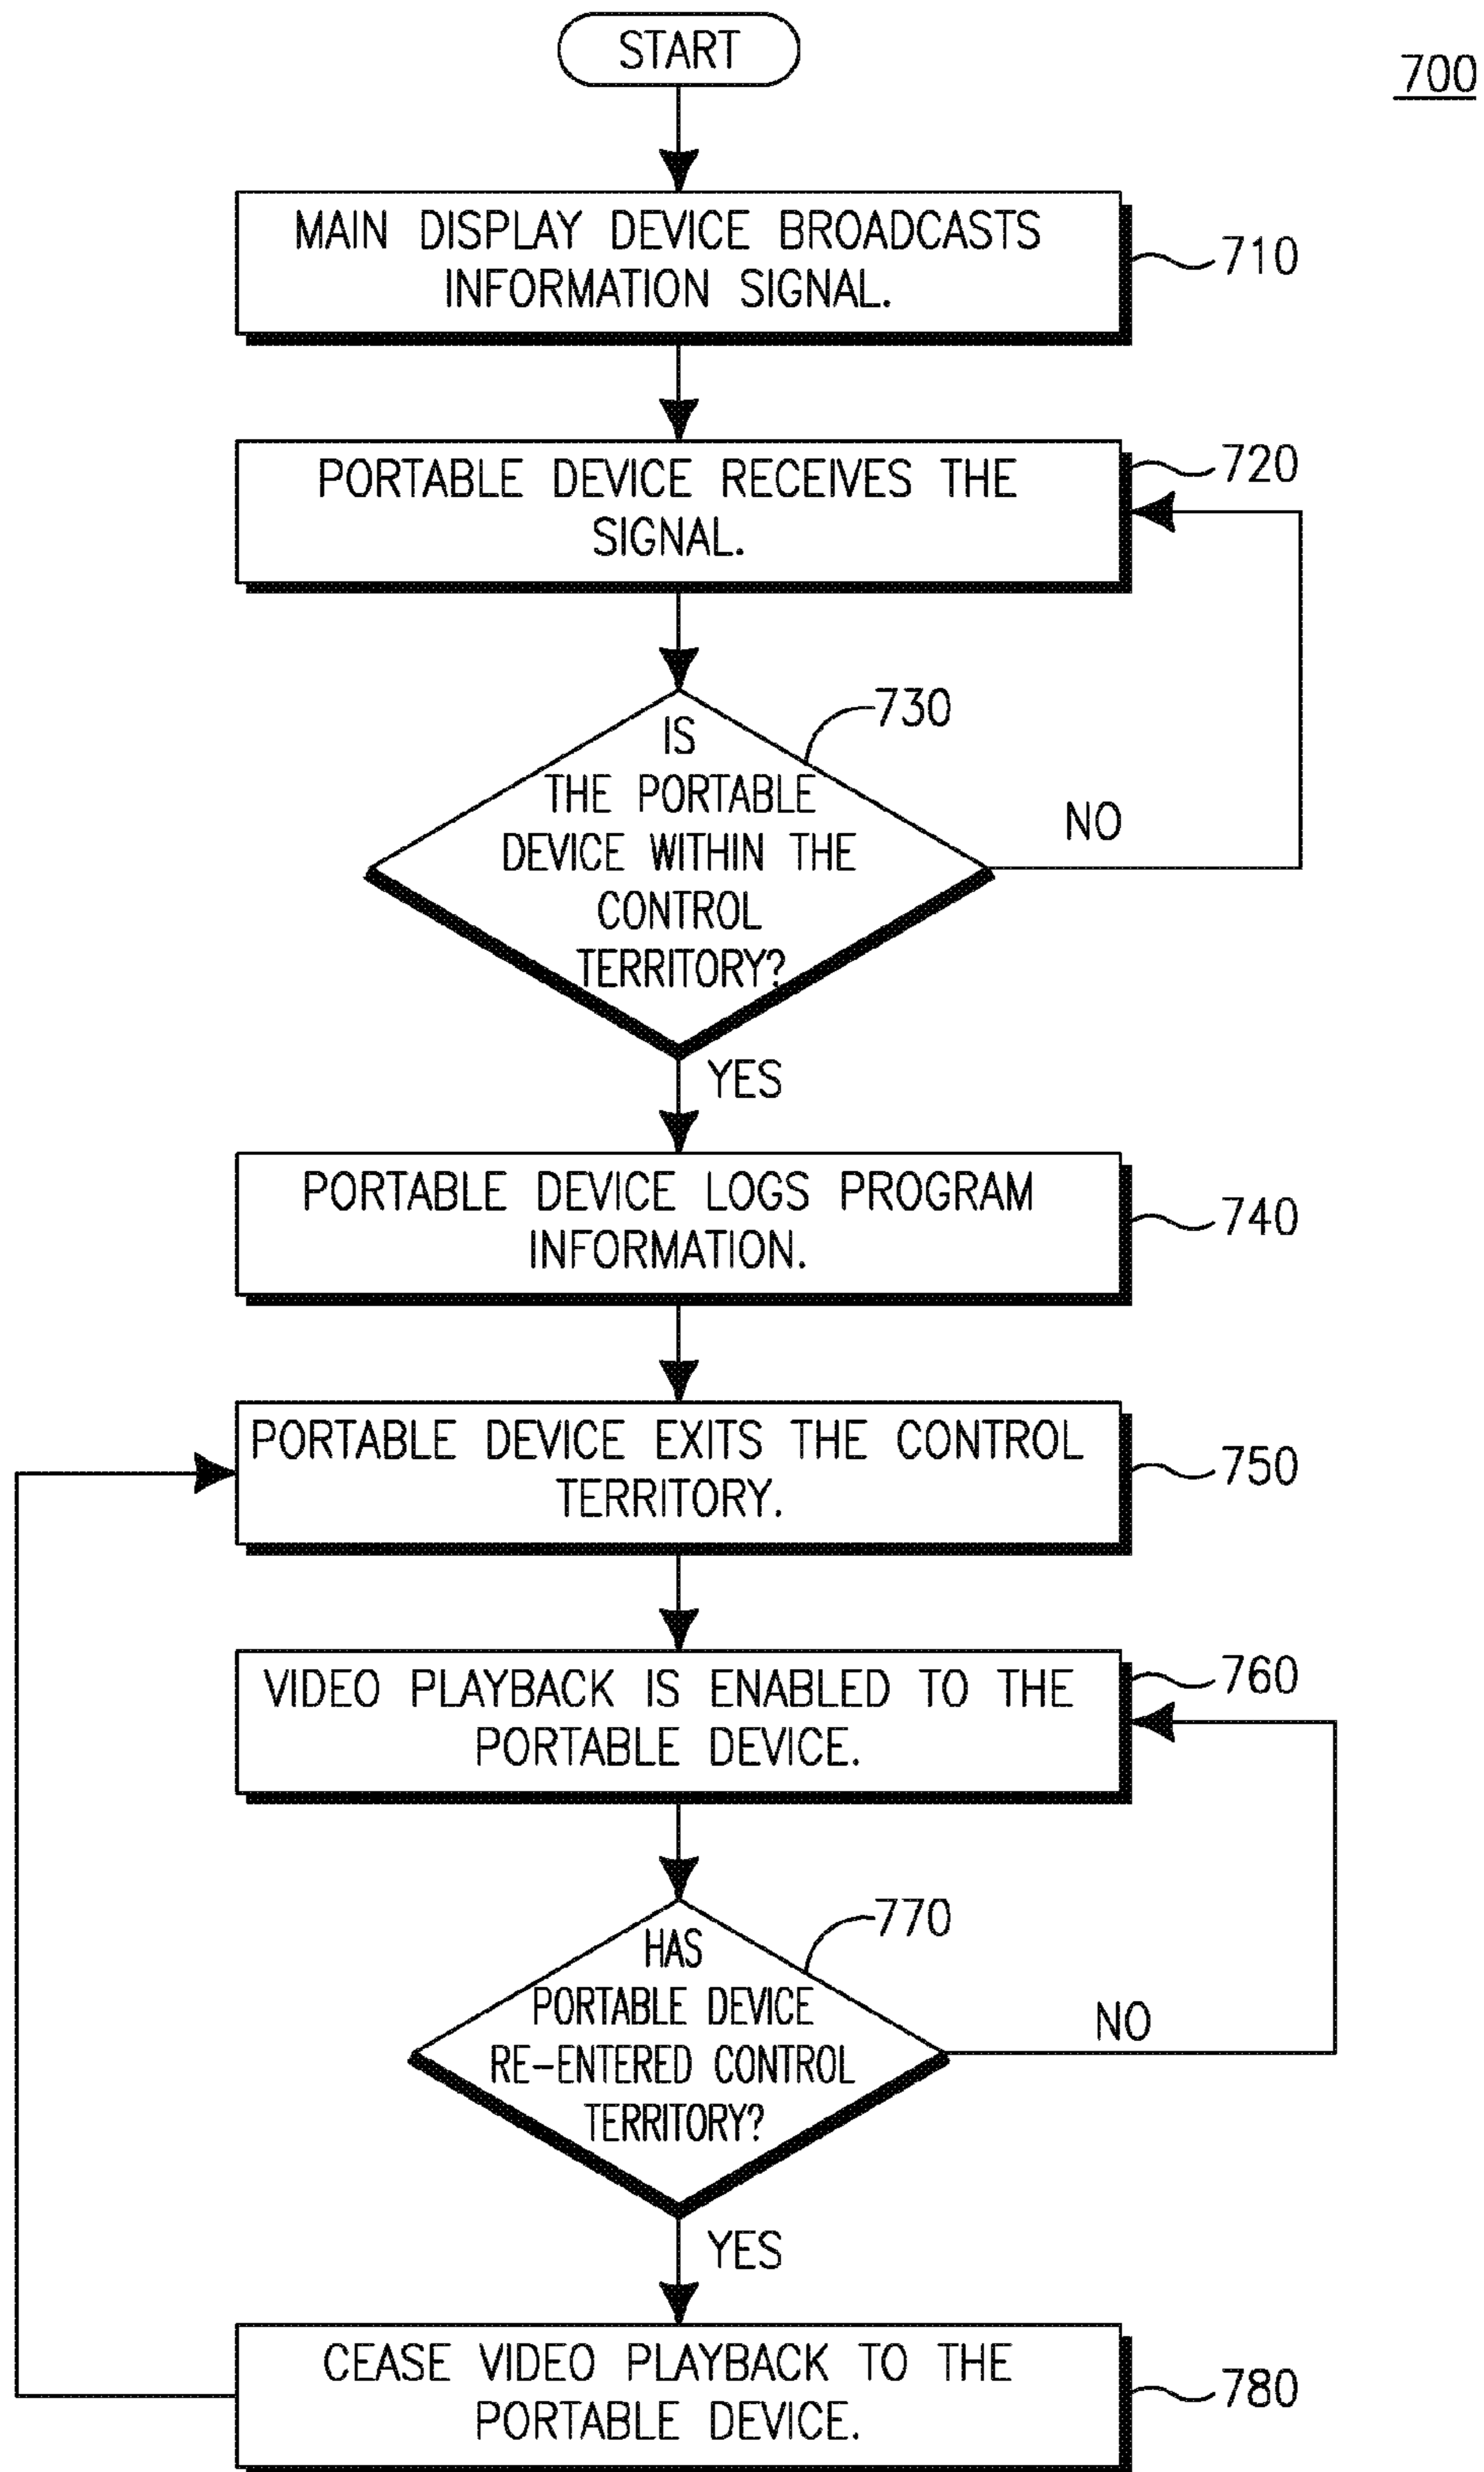 START
700
MAIN DISPLAY DEVICE BROADCASTS
INFORMATION SIGNAL.
710
PORTABLE DEVICE RECEIVES THE
SIGNAL.
720
730
IS
THE PORTABLE
DEVICE WITHIN THE
CONTROL
TERRITORY?
NO
YES
PORTABLE DEVICE LOGS PROGRAM
INFORMATION.
740
PORTABLE DEVICE EXITS THE CONTROL
TERRITORY.
750
VIDEO PLAYBACK IS ENABLED TO THE
PORTABLE DEVICE.
760
770
HAS
PORTABLE DEVICE
RE-ENTERED CONTROL
TERRITORY?
NO
YES
CEASE VIDEO PLAYBACK TO THE
PORTABLE DEVICE.
780